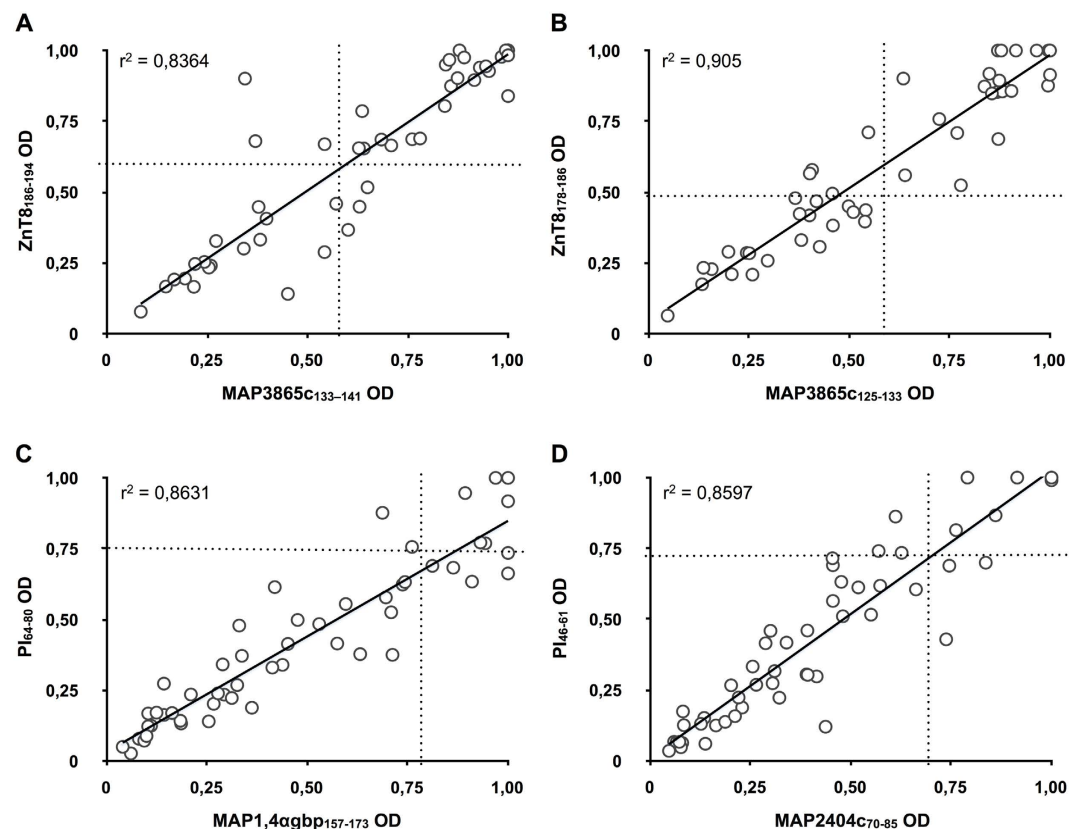 A
r² = 0,8364
1,00
0,75
0,50
0,25
0
ZnT8₁₈₆₋₁₉₄ OD
0 0,25 0,50 0,75 1,00
MAP3865c₁₃₃₋₁₄₁ OD
B
r² = 0,905
1,00
0,75
0,50
0,25
0
ZnT8₁₇₈₋₁₈₆ OD
0 0,25 0,50 0,75 1,00
MAP3865c₁₂₅₋₁₃₃ OD
C
r² = 0,8631
1,00
0,75
0,50
0,25
0
PI₆₄₋₈₀ OD
0 0,25 0,50 0,75 1,00
MAP1,4αgbp₁₅₇₋₁₇₃ OD
D
r² = 0,8597
1,00
0,75
0,50
0,25
0
PI₄₆₋₆₁ OD
0 0,25 0,50 0,75 1,00
MAP2404c₇₀₋₈₅ OD